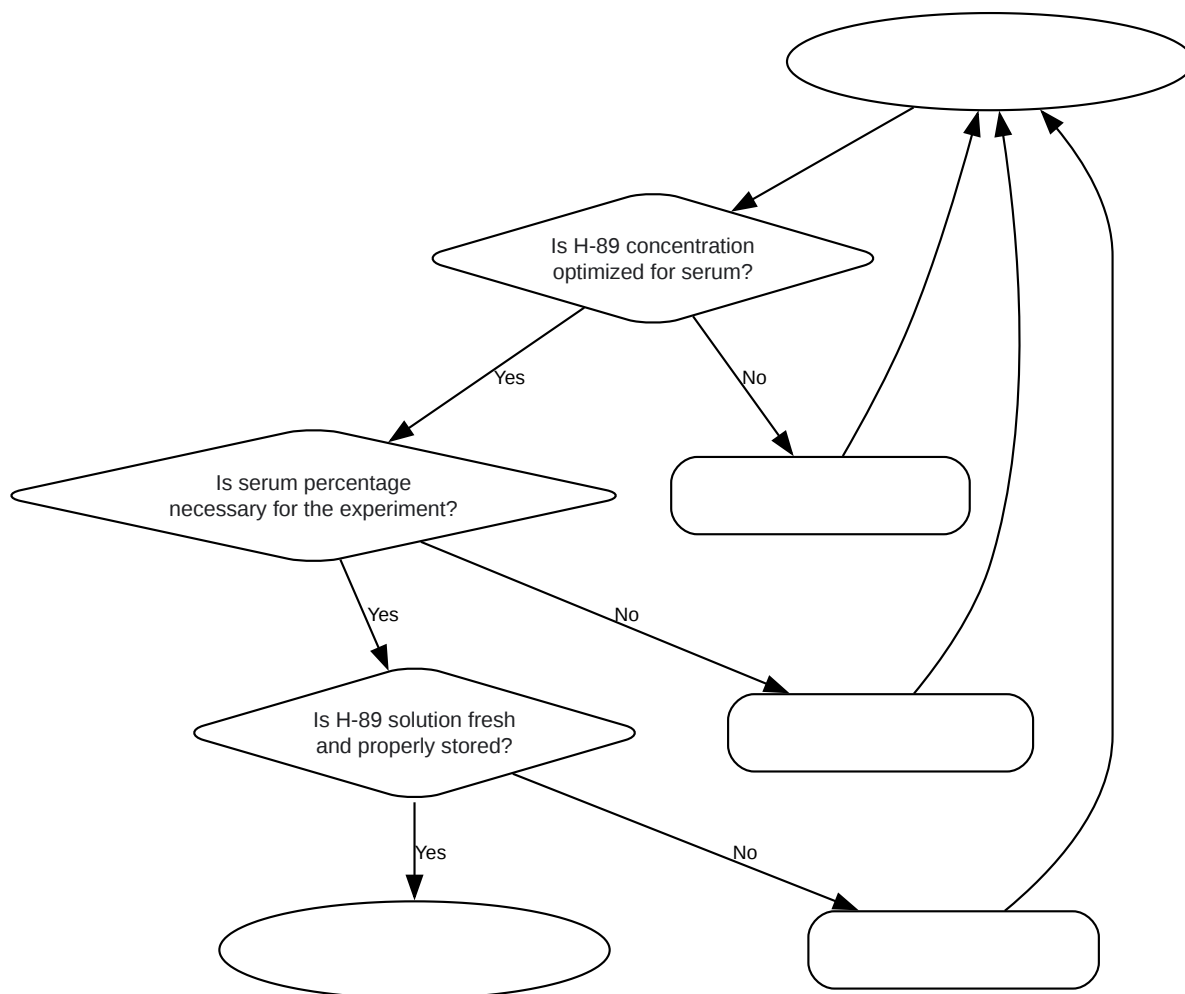 Is H-89 concentration
optimized for serum?
Yes
No
Is serum percentage
necessary for the experiment?
Yes
No
Is H-89 solution fresh
and properly stored?
Yes
No